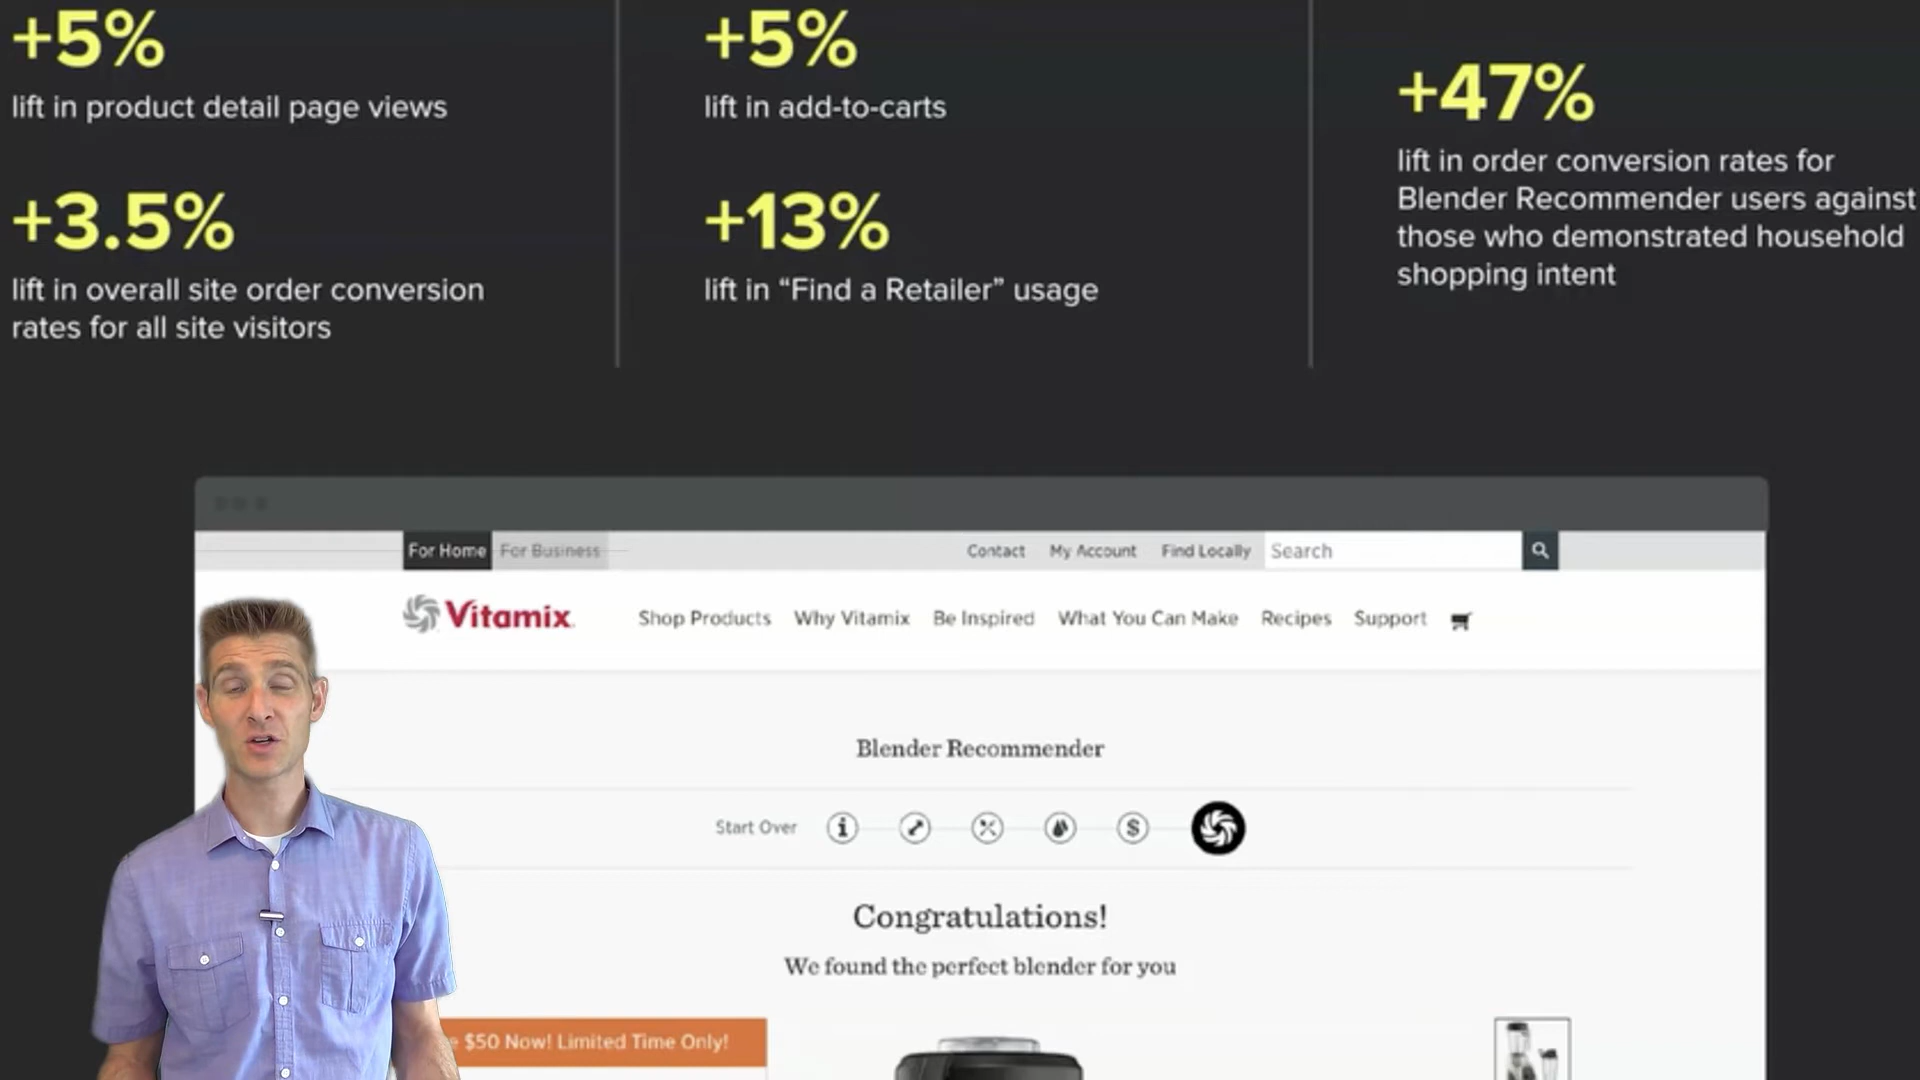 +5%
lift in product detail page views
+3.5%
lift in overall site order conversion
rates for all site visitors
+5%
lift in add-to-carts
+13%
lift in “Find a Retailer” usage
+47%
lift in order conversion rates for
Blender Recommender users against
those who demonstrated household
shopping intent
For Home For Business Contact My Account Find Locally Search
Vitamix Shop Products Why Vitamix Be Inspired What You Can Make Recipes Support
Blender Recommender
Start Over
Congratulations!
We found the perfect blender for you
$50 Now! Limited Time Only!